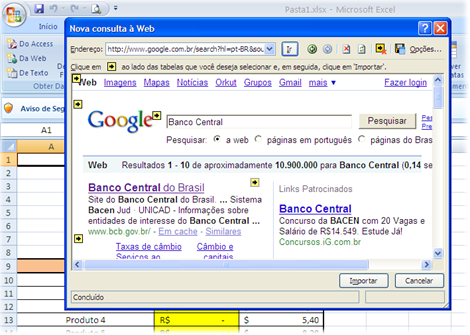 Pasta1.xlsx - Microsoft Excel
Início
Do Access
Da Web
De Texto
Obter Da
Aviso de Seg
A1
A
1
2
3
4
5
6
7
8
9
13
Produto 4 R$ $ 5,40
Nova consulta à Web
Endereço: http://www.google.com.br/search?hl=pt-BR&sou Ir Opções...
Clique em ao lado das tabelas que você deseja selecionar e, em seguida, clique em 'Importar'.
Web Imagens Mapas Notícias Orkut Grupos Gmail mais Fazer login
Google Banco Central Pesquisar
Pesquisar: a web páginas em português páginas do Bras
Web Resultados 1 - 10 de aproximadamente 10.900.000 para Banco Central (0,14 se
Banco Central do Brasil
Site do Banco Central do Brasil. ... Sistema
Bacen Jud · UNICAD - Informações sobre
entidades de interesse do Banco Central ...
www.bcb.gov.br/ - Em cache - Similares
Taxas de câmbio Câmbio e
Serviços ao capitais
Links Patrocinados
Banco Central
Concurso da BACEN com 20 Vagas e
Salário de R$14.549. Estude Já!
Concursos.iG.com.br
Importar Cancelar
Concluído